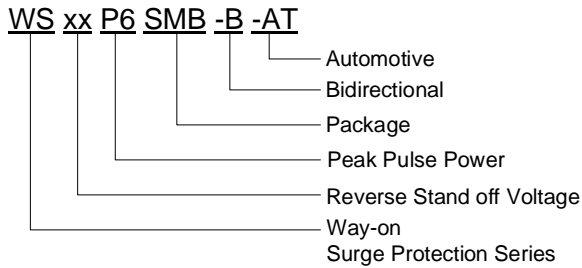 WS xx P6 SMB -B -AT
Automotive
Bidirectional
Package
Peak Pulse Power
Reverse Stand off Voltage
Way-on
Surge Protection Series